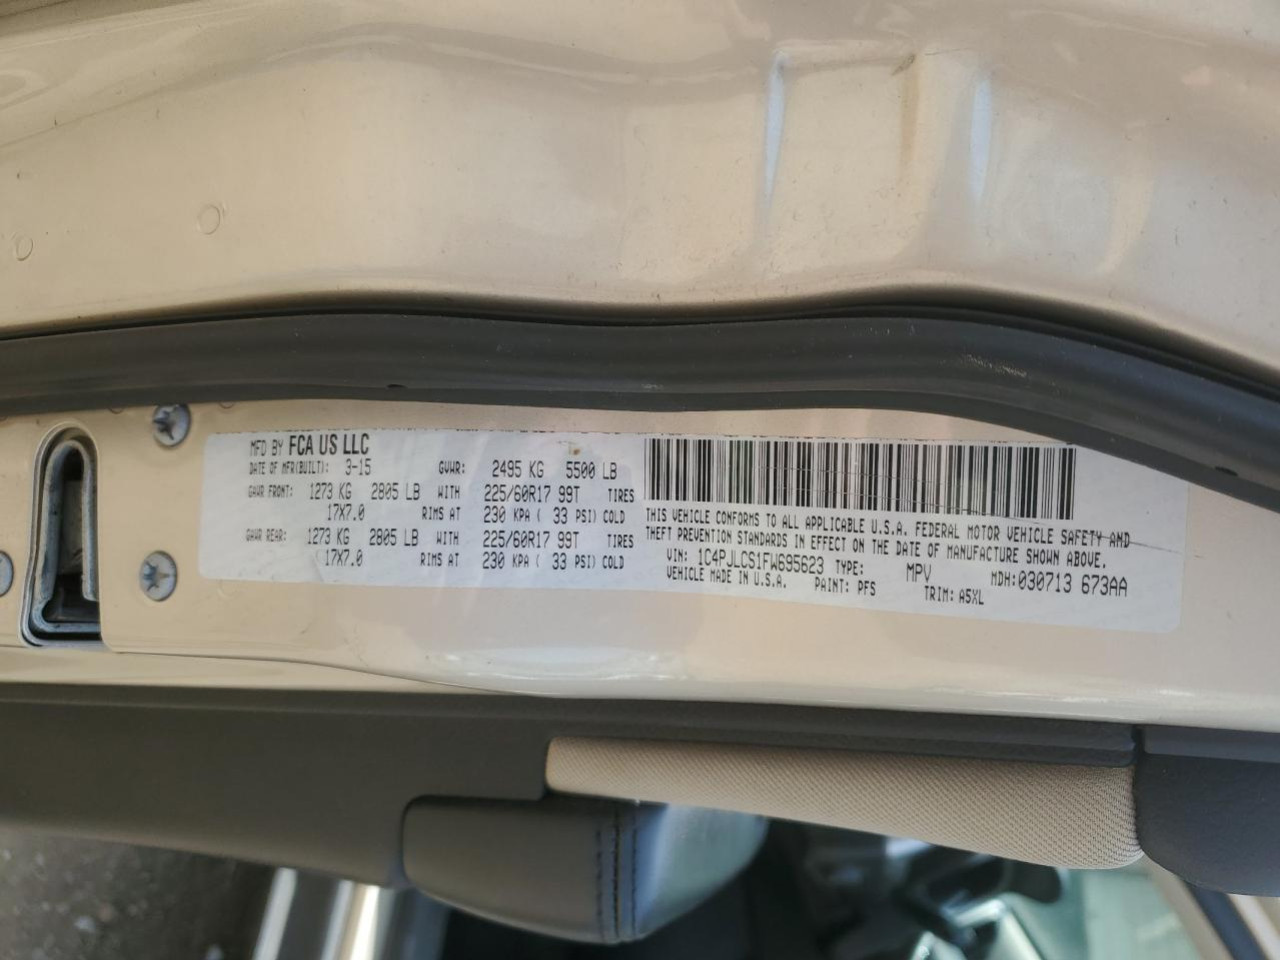 MFD BY FCA US LLC
DATE OF MFR(BUILT): 3-15 GVWR: 2495 KG 5500 LB
GAWR FRONT: 1273 KG 2805 LB WITH 225/60R17 99T TIRES
17X7.0 RIMS AT 230 KPA ( 33 PSI) COLD
GAWR REAR: 1273 KG 2805 LB WITH 225/60R17 99T TIRES
17X7.0 RIMS AT 230 KPA ( 33 PSI) COLD
THIS VEHICLE CONFORMS TO ALL APPLICABLE U.S.A. FEDERAL MOTOR VEHICLE SAFETY AND
THEFT PREVENTION STANDARDS IN EFFECT ON THE DATE OF MANUFACTURE SHOWN ABOVE.
VIN: 1C4PJLCS1FW695623 TYPE: MPV MDH: 030713 673AA
VEHICLE MADE IN U.S.A. PAINT: PFS TRIM: A5XL